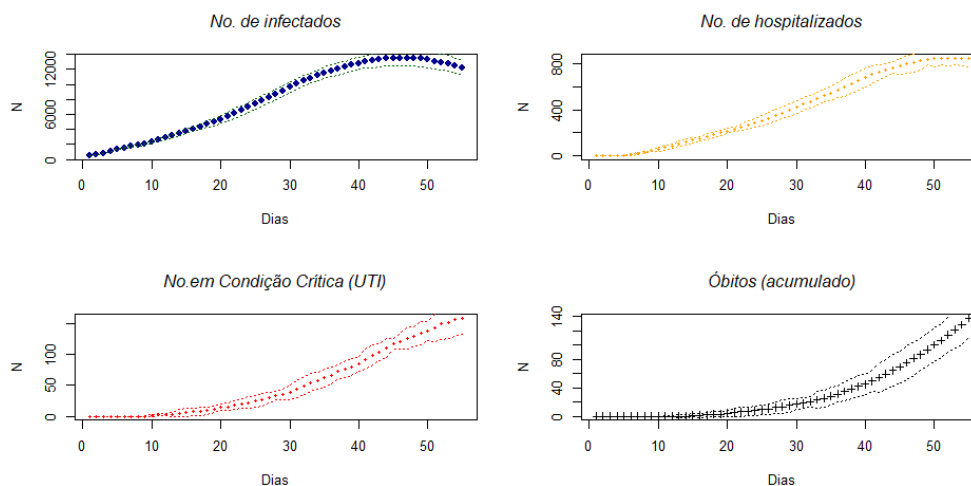 No. de infectados
12000
6000
0
N
0 10 20 30 40 50
Dias
No. de hospitalizados
800
400
0
N
0 10 20 30 40 50
Dias
No.em Condição Crítica (UTI)
100
50
0
N
0 10 20 30 40 50
Dias
Óbitos (acumulado)
140
80
40
0
N
0 10 20 30 40 50
Dias